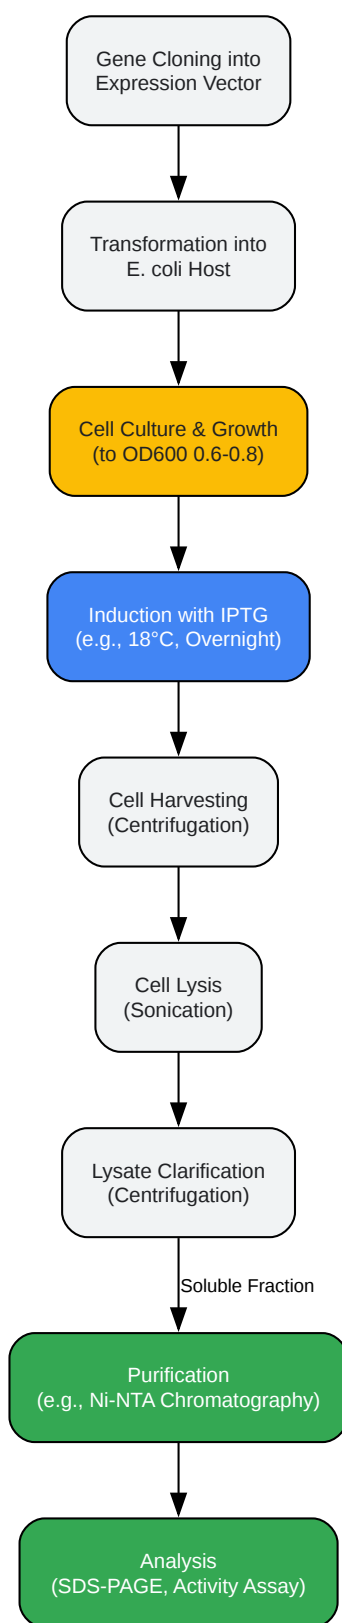 Gene Cloning into
Expression Vector
Transformation into
E. coli Host
Cell Culture & Growth
(to OD600 0.6-0.8)
Induction with IPTG
(e.g., 18°C, Overnight)
Cell Harvesting
(Centrifugation)
Cell Lysis
(Sonication)
Lysate Clarification
(Centrifugation)
Soluble Fraction
Purification
(e.g., Ni-NTA Chromatography)
Analysis
(SDS-PAGE, Activity Assay)